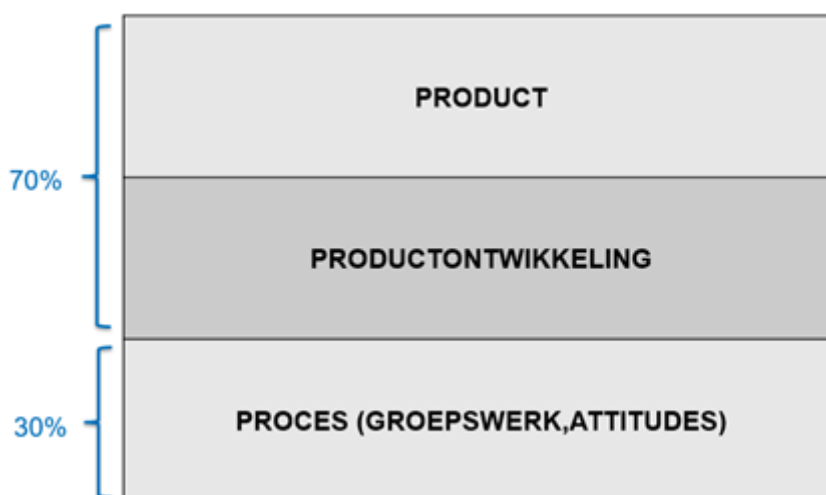 PRODUCT
70%
PRODUCTONTWIKKELING
PROCES (GROEPSWERK,ATTITUDES)
30%